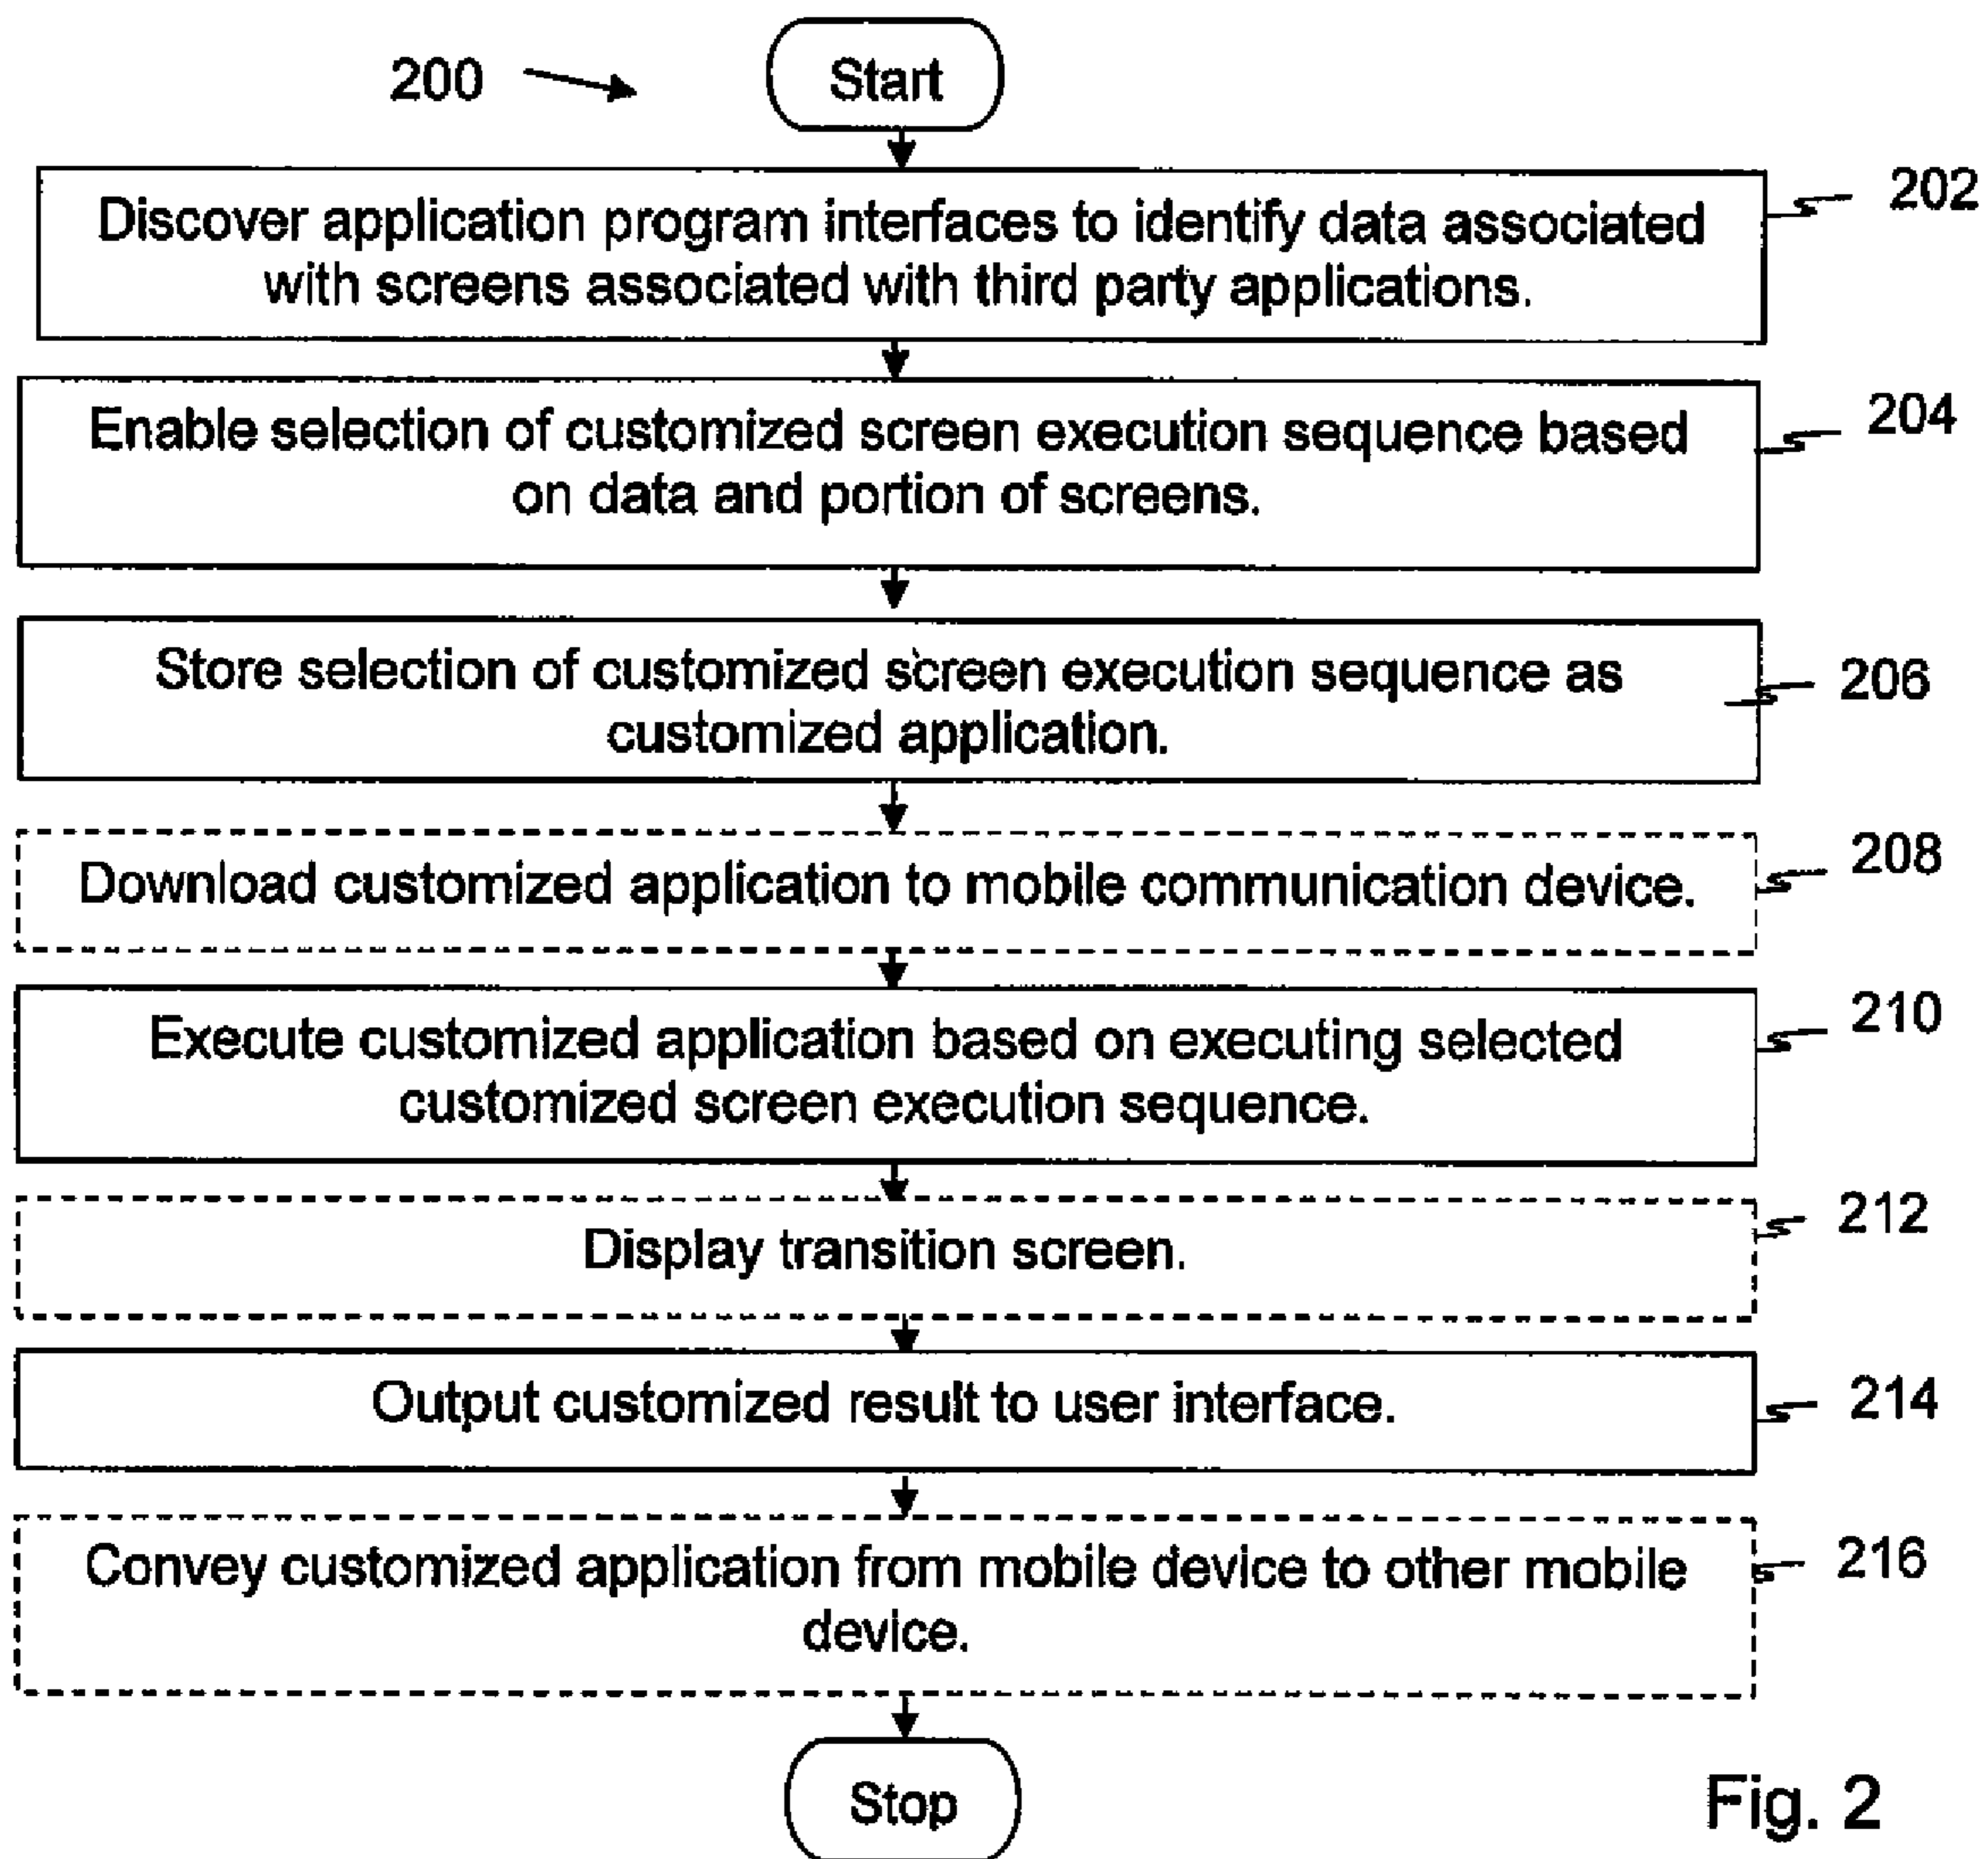 200
Start
Discover application program interfaces to identify data associated
with screens associated with third party applications.
202
Enable selection of customized screen execution sequence based
on data and portion of screens.
204
Store selection of customized screen execution sequence as
customized application.
206
Download customized application to mobile communication device.
208
Execute customized application based on executing selected
customized screen execution sequence.
210
Display transition screen.
212
Output customized result to user interface.
214
Convey customized application from mobile device to other mobile
device.
216
Stop
Fig. 2